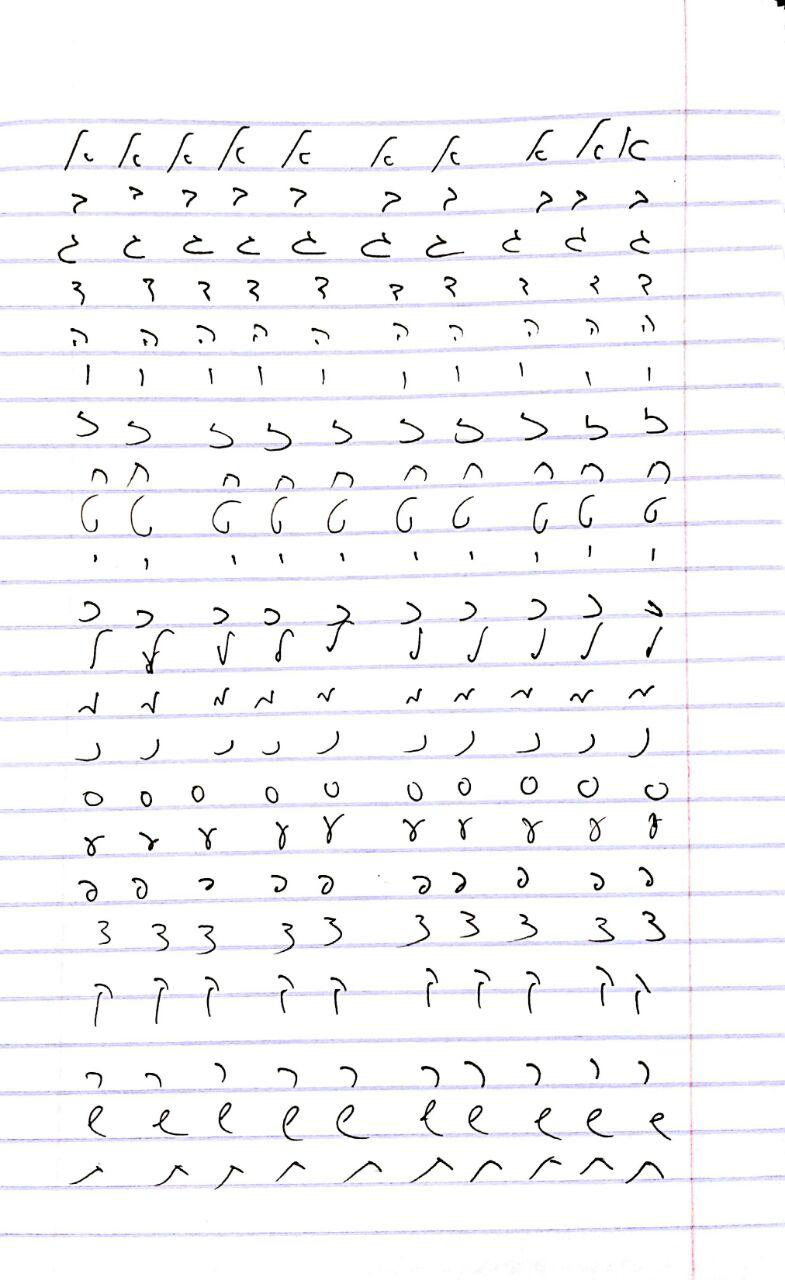 א א א א א א א א א א
ב ב ב ב ב ב ב ב ב ב
ג ג ג ג ג ג ג ג ג ג
ד ד ד ד ד ד ד ד ד ד
ה ה ה ה ה ה ה ה ה ה
ו ו ו ו ו ו ו ו ו ו
ז ז ז ז ז ז ז ז ז ז
ח ח ח ח ח ח ח ח ח ח
ט ט ט ט ט ט ט ט ט ט
י י י י י י י י י י
כ כ כ כ כ כ כ כ כ כ
ל ל ל ל ל ל ל ל ל ל
מ מ מ מ מ מ מ מ מ מ
נ נ נ נ נ נ נ נ נ נ
ס ס ס ס ס ס ס ס ס ס
ע ע ע ע ע ע ע ע ע ע
פ פ פ פ פ פ פ פ פ פ
צ צ צ צ צ צ צ צ צ צ
ק ק ק ק ק ק ק ק ק ק
ר ר ר ר ר ר ר ר ר ר
ש ש ש ש ש ש ש ש ש ש
ת ת ת ת ת ת ת ת ת ת